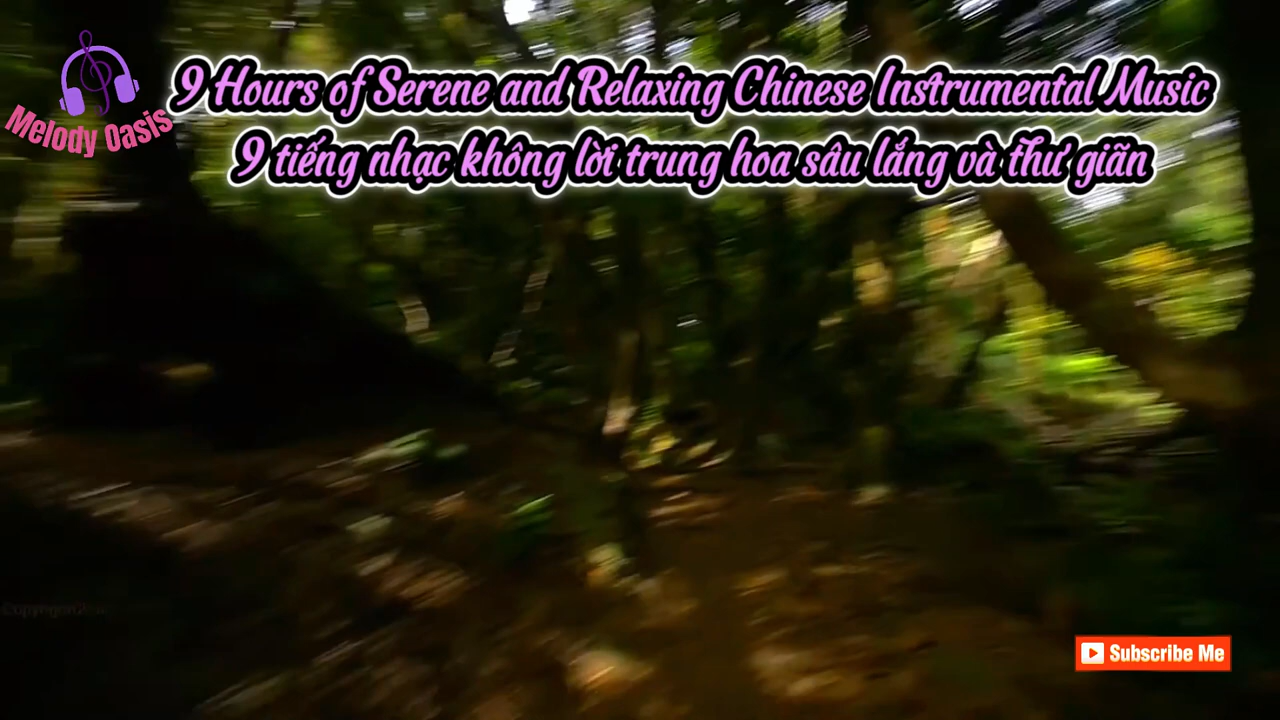 Melody Oasis
9 Hours of Serene and Relaxing Chinese Instrumental Music
9 tiếng nhạc không lời trung hoa sâu lắng và thư giãn
Subscribe Me